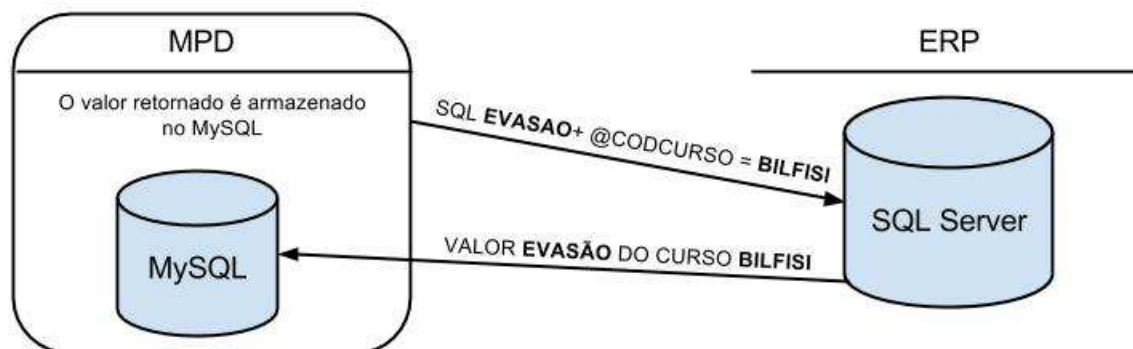 MPD
ERP
O valor retornado é armazenado
no MySQL
SQL EVASAO+ @CODCURSO = BILFISI
SQL Server
VALOR EVASÃO DO CURSO BILFISI
MySQL